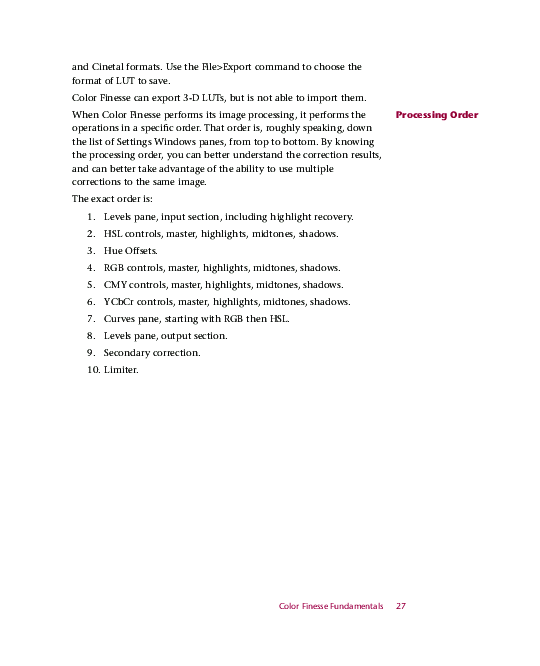 and Cinetal formats. Use the File>Export command to choose the
format of LUT to save.
Color Finesse can export 3-D LUTs, but is not able to import them.
When Color Finesse performs its image processing, it performs the
Processing Order
operations in a specific order. That order is, roughly speaking, down
the list of Settings Windows panes, from top to bottom. By knowing
the processing order, you can better understand the correction results,
and can better take advantage of the ability to use multiple
corrections to the same image.
The exact order is:
1. Levels pane, input section, including highlight recovery.
2. HSL controls, master, highlights, midtones, shadows.
3. Hue Offsets.
4. RGB controls, master, highlights, midtones, shadows.
5. CMY controls, master, highlights, midtones, shadows.
6. YCbCr controls, master, highlights, midtones, shadows.
7. Curves pane, starting with RGB then HSL.
8. Levels pane, output section.
9. Secondary correction.
10. Limiter.
Color Finesse Fundamentals 27